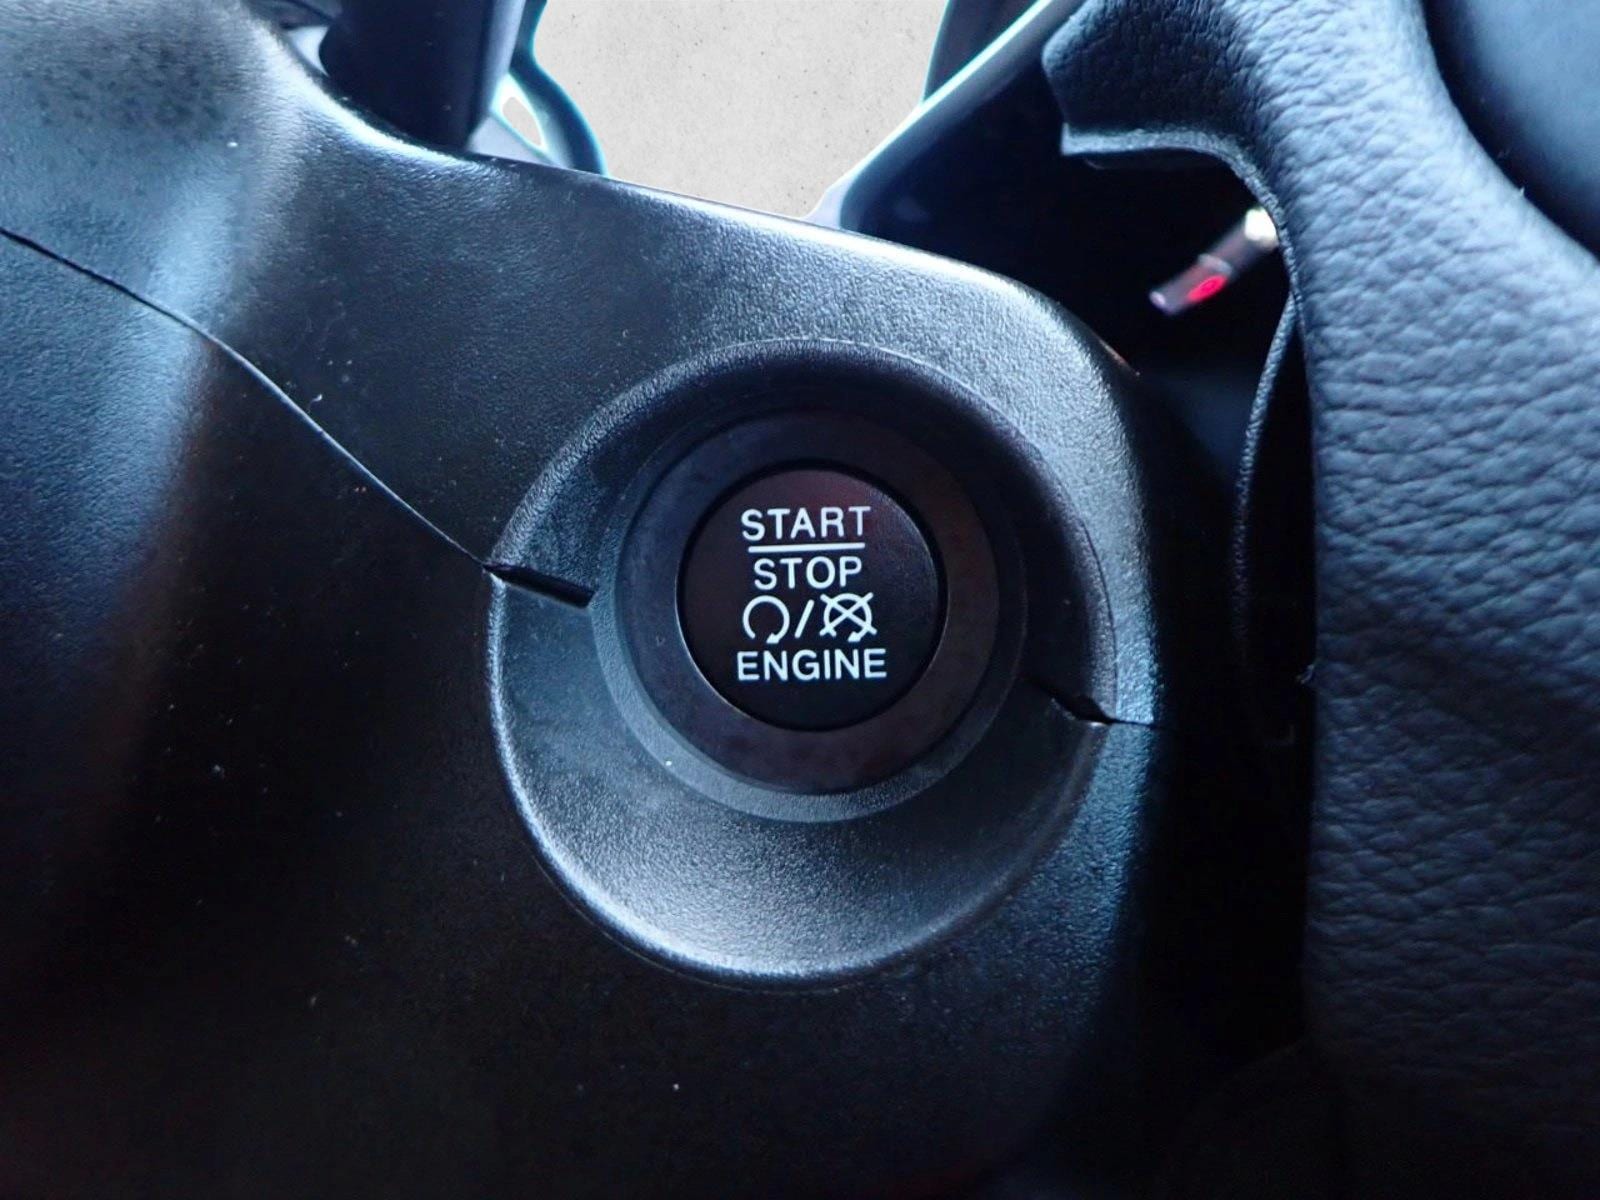 START
STOP
/
ENGINE